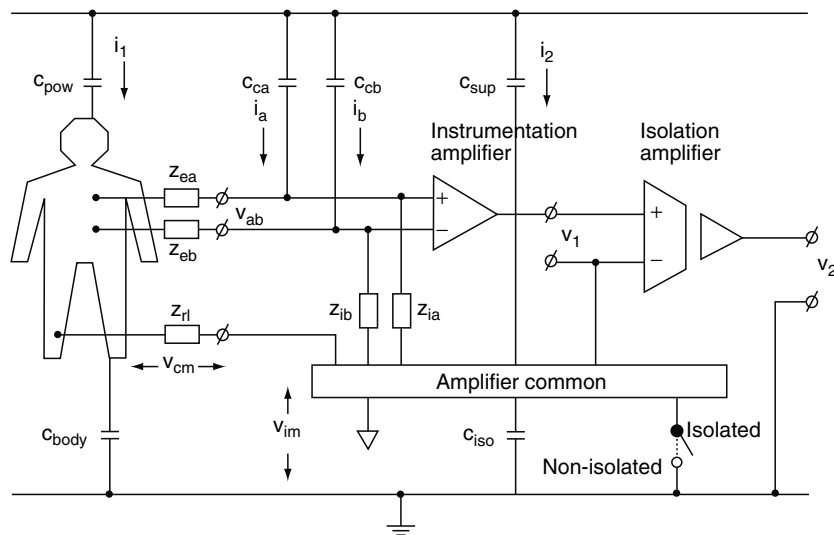 i1
i2
cpow
cca
ccb
csup
ia
ib
Instrumentation
amplifier
Isolation
amplifier
zea
+
+
vab
−
v1
−
zeb
v2
zib
zia
zrl
vcm
Amplifier common
vim
cbody
ciso
Isolated
Non-isolated